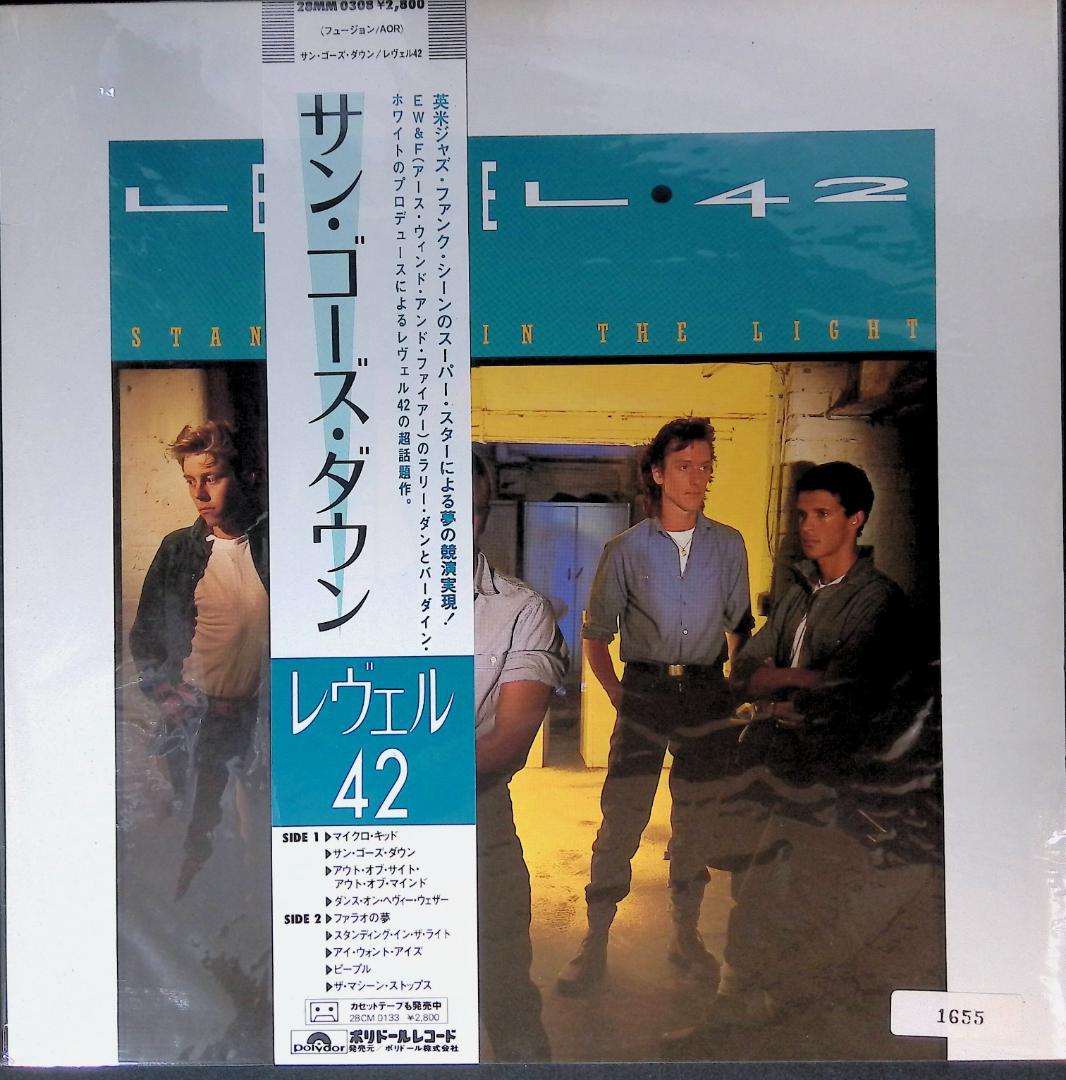 28MM 0308 ¥2,800
(フュージョン/AOR)
サン・ゴーズ・ダウン/レヴェル42
英米ジャズ・ファンク・シーンのスーパー・スターによる夢の競演実現!
EW&F(アース・ウィンド・アンド・ファイアー)のラリー・ダンとバーダイン・
ホワイトのプロデュースによるレヴェル42の超話題作。
サン・ゴーズ・ダウン
レヴェル
42
L E E L・42
STAN IN THE LIGHT
SIDE 1 ▶マイクロ・キッド
▶サン・ゴーズ・ダウン
▶アウト・オブ・サイト・
アウト・オブ・マインド
▶ダンス・オン・ヘヴィー・ウェザー
SIDE 2 ▶ファラオの夢
▶スタンディング・イン・ザ・ライト
▶アイ・ウォント・アイズ
▶ピープル
▶ザ・マシーン・ストップス
カセットテープも発売中
28CM 0133 ¥2,800
polydor
ポリドールレコード
発売元/ポリドール株式会社
1655